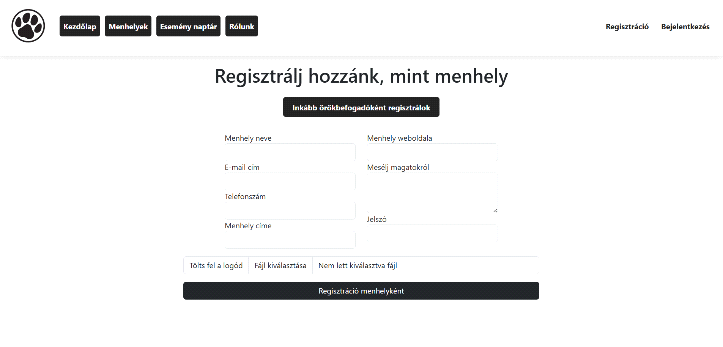 Kezdőlap Menhelyek Esemény naptár Rólunk Regisztráció Bejelentkezés
Regisztrálj hozzánk, mint menhely
Inkább örökbefogadóként regisztrálok
Menhely neve
E-mail cím
Telefonszám
Menhely címe
Menhely weboldala
Mesélj magatokról
Jelszó
Tölts fel a logód Fájl kiválasztása Nem lett kiválasztva fájl
Regisztráció menhelyként